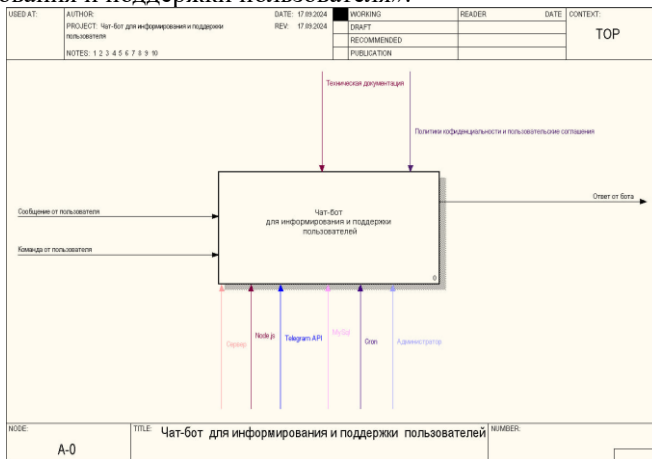 ования и поддержки пользователя».
USED AT:
AUTHOR:
DATE: 17.09.2024
WORKING
READER
DATE
CONTEXT:
PROJECT: Чат-бот для информирования и поддержки
пользователя
REV: 17.09.2024
DRAFT
RECOMMENDED
TOP
NOTES: 1 2 3 4 5 6 7 8 9 10
PUBLICATION
Техническая документация
Политики кофиденциальности и пользовательские соглашения
Сообщение от пользователя
Команда от пользователя
Чат-бот
для информирования и поддержки
пользователей
0
Ответ от бота
Сервер
Node.js
Telegram API
MySql
Cron
Администратор
NODE:
A-0
TITLE:
Чат-бот для информирования и поддержки пользователей
NUMBER: